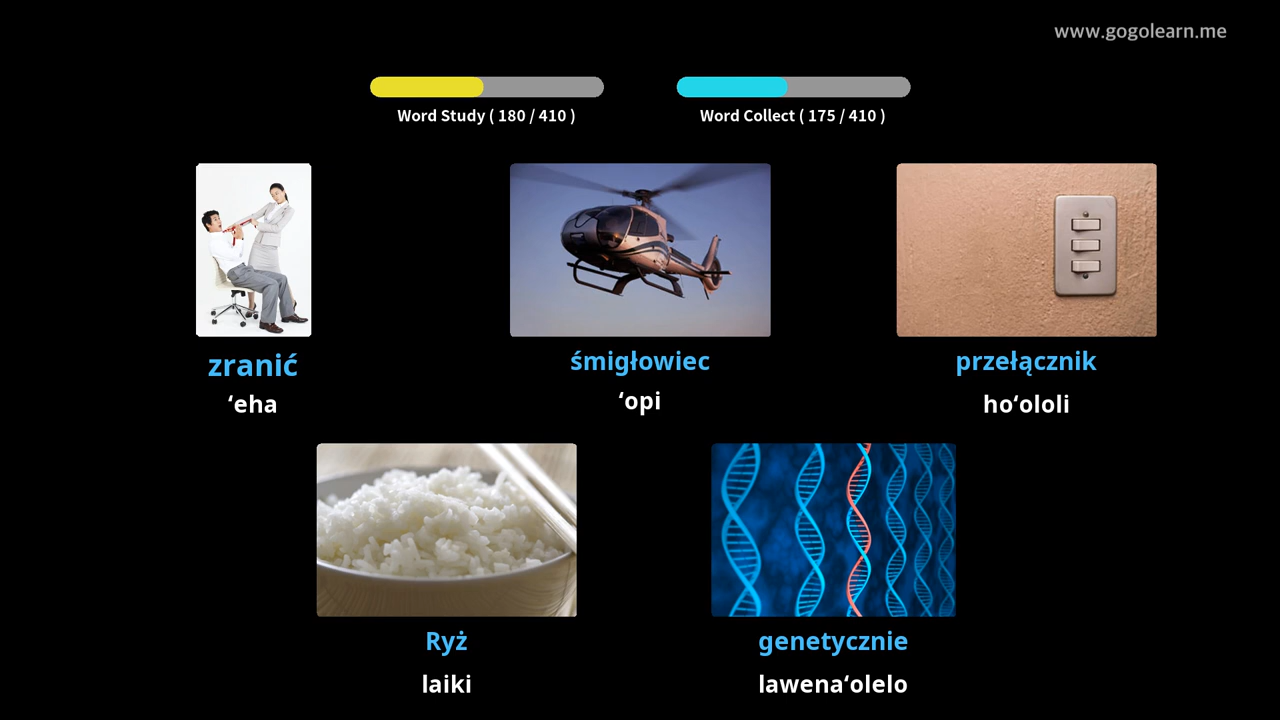 www.gogolearn.me
Word Study ( 180 / 410 )
Word Collect ( 175 / 410 )
zranić
śmigłowiec
przełącznik
ʻeha
ʻopi
hoʻololi
Ryż
genetycznie
laiki
lawenaʻolelo